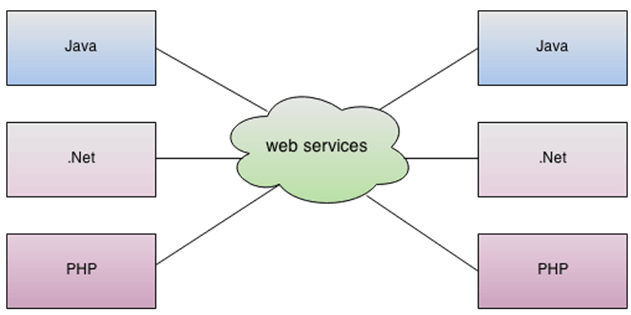 Java
Java
web services
.Net
.Net
PHP
PHP